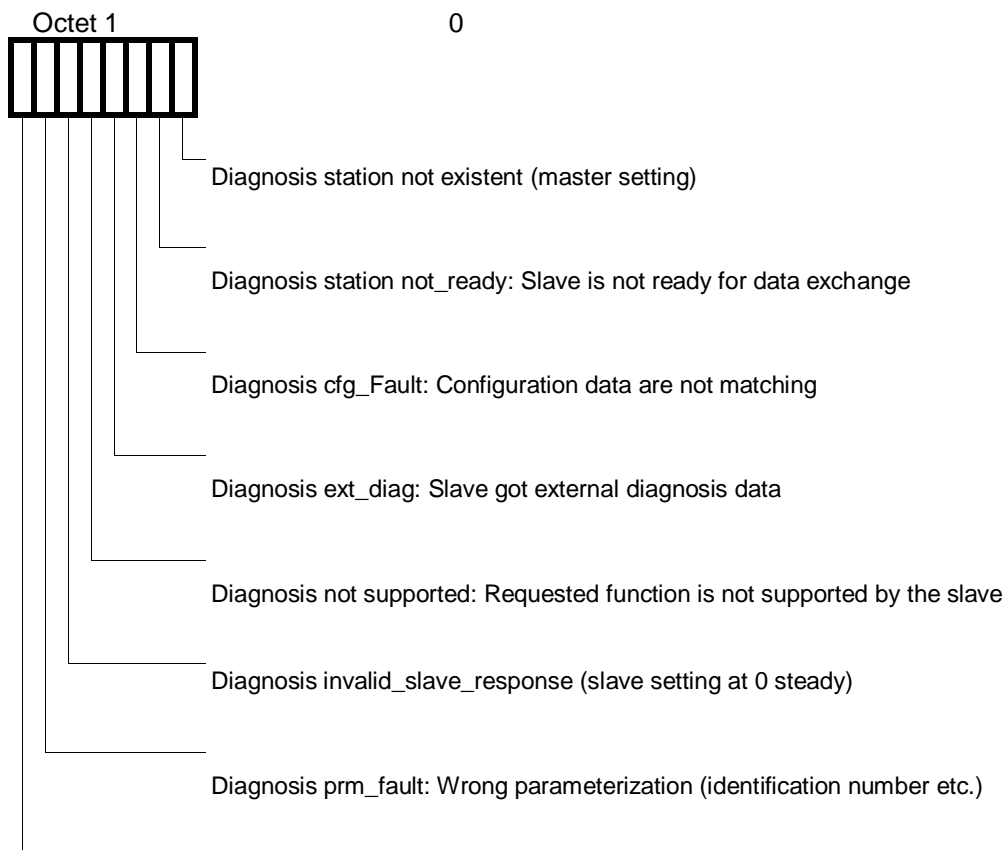 Octet 1 0
Diagnosis station not existent (master setting)
Diagnosis station not_ready: Slave is not ready for data exchange
Diagnosis cfg_Fault: Configuration data are not matching
Diagnosis ext_diag: Slave got external diagnosis data
Diagnosis not supported: Requested function is not supported by the slave
Diagnosis invalid_slave_response (slave setting at 0 steady)
Diagnosis prm_fault: Wrong parameterization (identification number etc.)